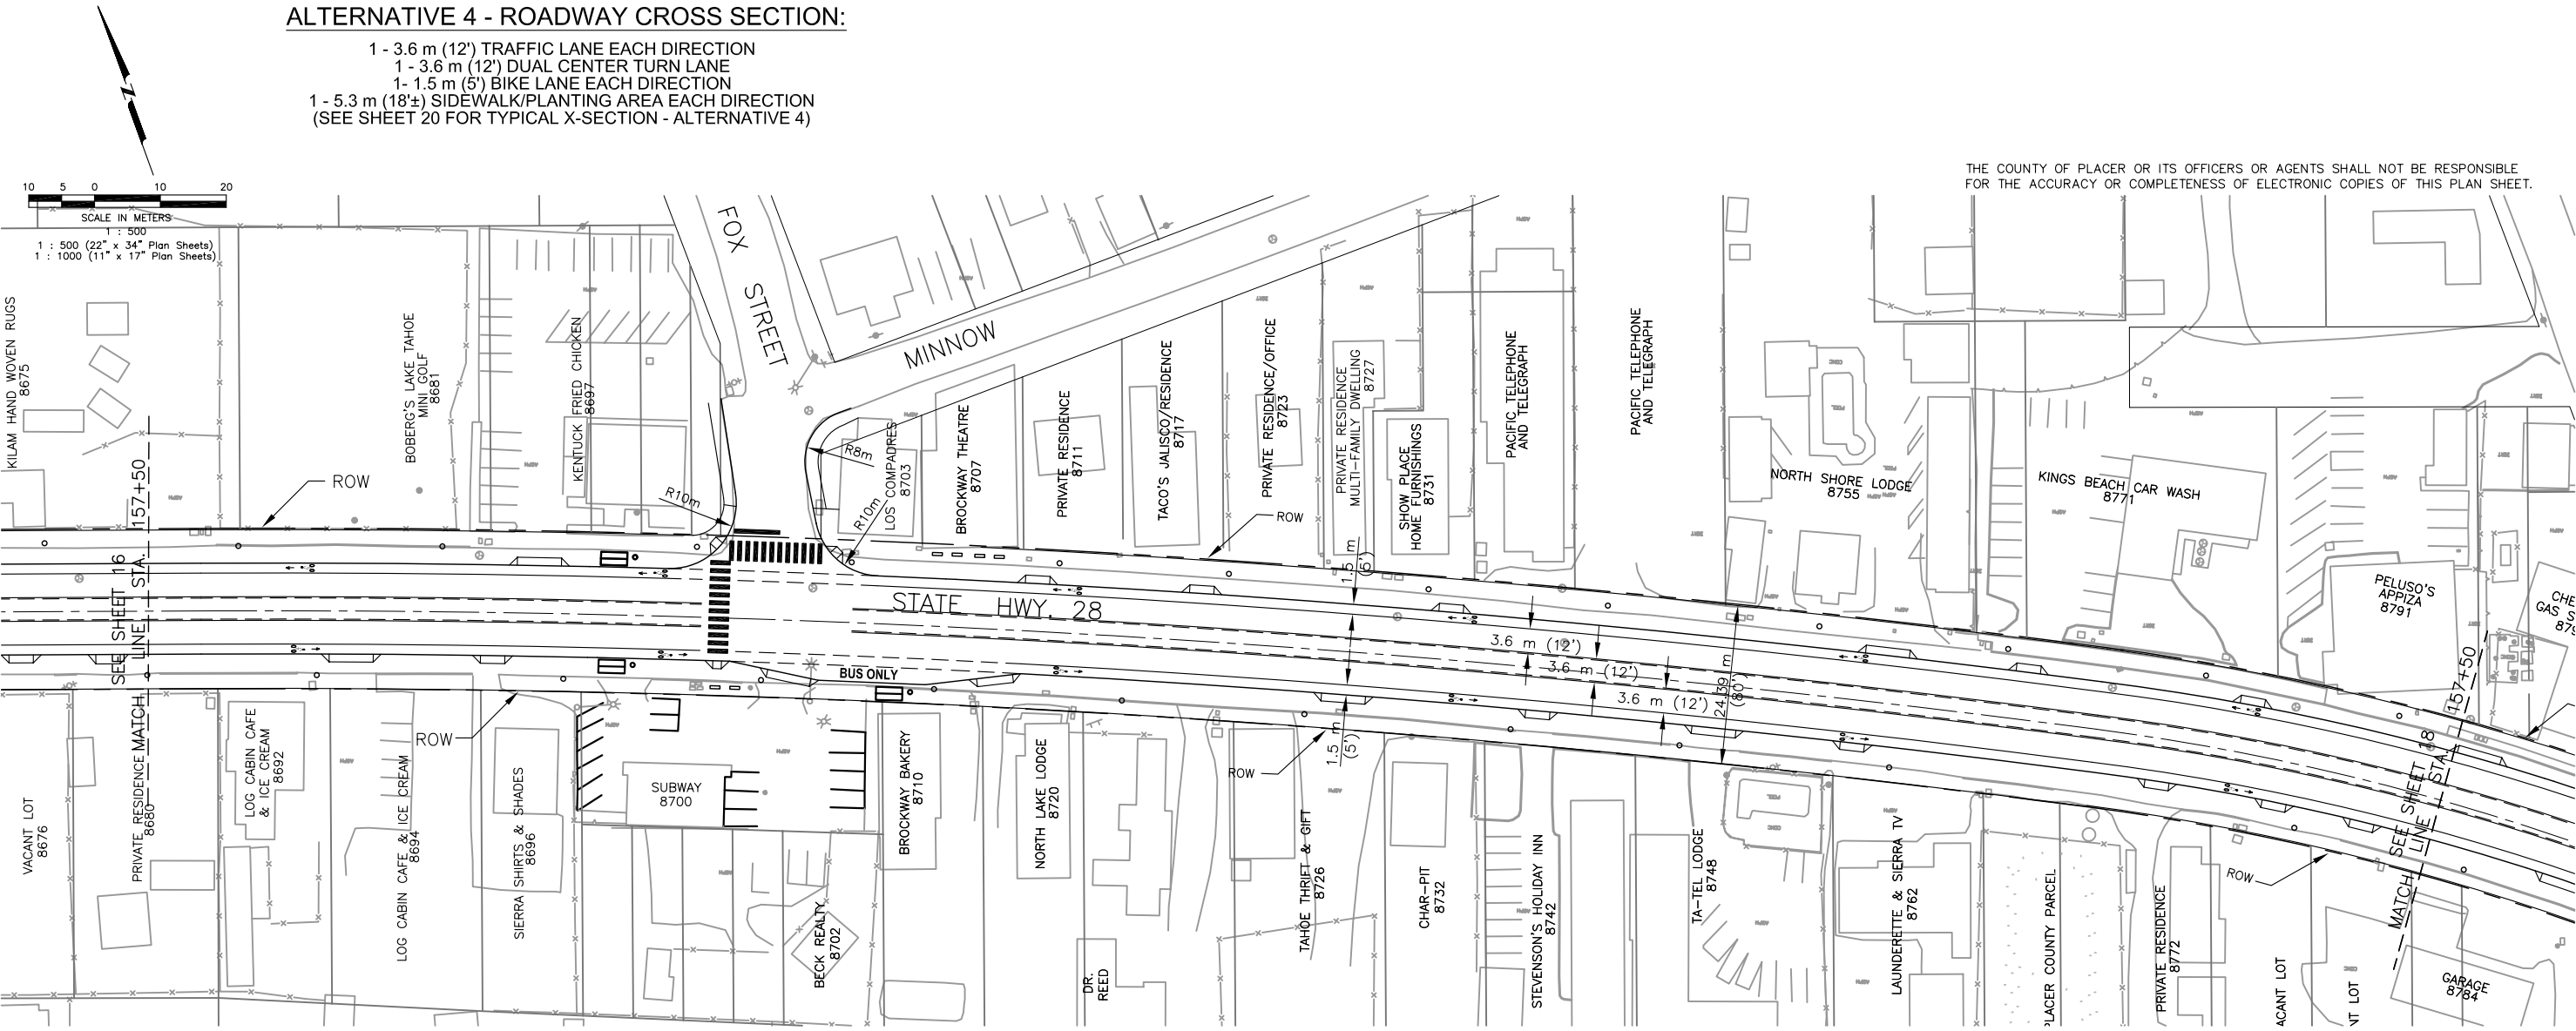 ALTERNATIVE 4 - ROADWAY CROSS SECTION:
1 - 3.6 m (12') TRAFFIC LANE EACH DIRECTION
1 - 3.6 m (12') DUAL CENTER TURN LANE
1- 1.5 m (5') BIKE LANE EACH DIRECTION
1 - 5.3 m (18'±) SIDEWALK/PLANTING AREA EACH DIRECTION
(SEE SHEET 20 FOR TYPICAL X-SECTION - ALTERNATIVE 4)
THE COUNTY OF PLACER OR ITS OFFICERS OR AGENTS SHALL NOT BE RESPONSIBLE
FOR THE ACCURACY OR COMPLETENESS OF ELECTRONIC COPIES OF THIS PLAN SHEET.
N
10 5 0 10 20
SCALE IN METERS
1 : 500
1 : 500 (22" x 34" Plan Sheets)
1 : 1000 (11" x 17" Plan Sheets)
FOX STREET
MINNOW
STATE HWY. 28
KILAM HAND WOVEN RUGS
8675
BOBERG'S LAKE TAHOE
MINI GOLF
8681
KENTUCK FRIED CHICKEN
8697
LOS COMPADRES
8703
BROCKWAY THEATRE
8707
PRIVATE RESIDENCE
8711
TACO'S JALISCO/RESIDENCE
8717
PRIVATE RESIDENCE/OFFICE
8723
PRIVATE RESIDENCE
MULTI-FAMILY DWELLING
8727
SHOW PLACE
HOME FURNISHINGS
8731
PACIFIC TELEPHONE
AND TELEGRAPH
PACIFIC TELEPHONE
AND TELEGRAPH
NORTH SHORE LODGE
8755
KINGS BEACH CAR WASH
8771
PELUSO'S
APPIZA
8791
CHE
GAS S
879
ROW
ROW
R10m
R8m
R10m
SEE SHEET 16
MATCH LINE STA. 157+50
1.5 m
(5')
3.6 m (12')
3.6 m (12')
3.6 m (12')
24.39 m
(80')
1.5 m
(5')
BUS ONLY
SEE SHEET 18
MATCH LINE STA. 157+50
ROW
ROW
ROW
VACANT LOT
8676
PRIVATE RESIDENCE
8680
LOG CABIN CAFE
& ICE CREAM
8692
LOG CABIN CAFE & ICE CREAM
8694
SIERRA SHIRTS & SHADES
8696
SUBWAY
8700
BECK REALTY
8702
BROCKWAY BAKERY
8710
NORTH LAKE LODGE
8720
DR.
REED
TAHOE THRIFT & GIFT
8726
CHAR-PIT
8732
STEVENSON'S HOLIDAY INN
8742
TA-TEL LODGE
8748
LAUNDERETTE & SIERRA TV
8762
PLACER COUNTY PARCEL
PRIVATE RESIDENCE
8772
ACANT LOT
NT LOT
GARAGE
8784